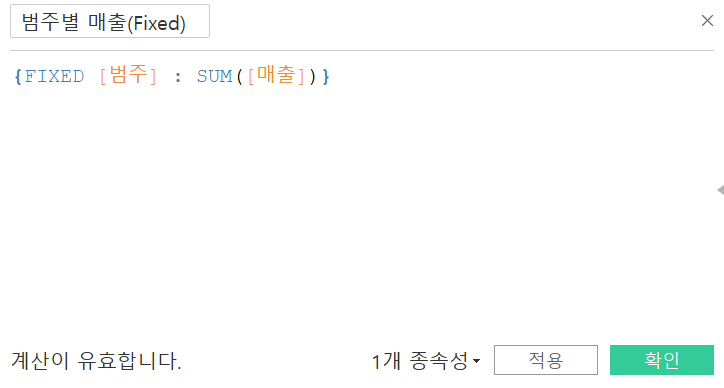 범주별 매출(Fixed)
{FIXED [범주] : SUM([매출])}
계산이 유효합니다. 1개 종속성 적용 확인